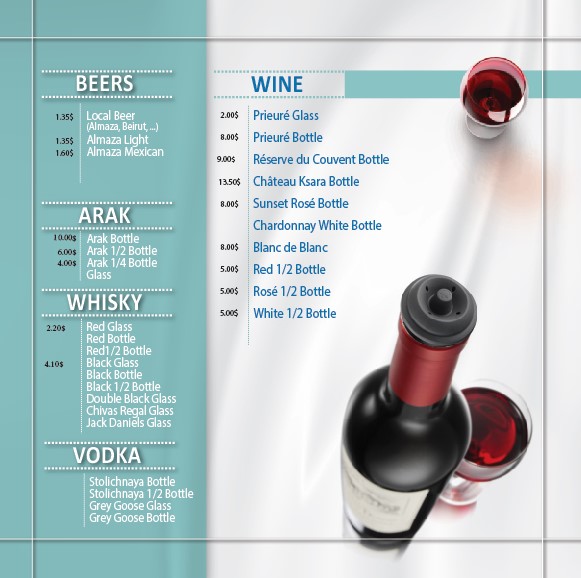 BEERS
1.35$ Local Beer
(Almaza, Beirut, ...)
1.35$ Almaza Light
1.60$ Almaza Mexican
ARAK
10.00$ Arak Bottle
6.00$ Arak 1/2 Bottle
4.00$ Arak 1/4 Bottle
Glass
WHISKY
2.20$ Red Glass
Red Bottle
Red1/2 Bottle
4.10$ Black Glass
Black Bottle
Black 1/2 Bottle
Double Black Glass
Chivas Regal Glass
Jack Daniels Glass
VODKA
Stolichnaya Bottle
Stolichnaya 1/2 Bottle
Grey Goose Glass
Grey Goose Bottle
WINE
2.00$ Prieuré Glass
8.00$ Prieuré Bottle
9.00$ Réserve du Couvent Bottle
13.50$ Château Ksara Bottle
8.00$ Sunset Rosé Bottle
Chardonnay White Bottle
8.00$ Blanc de Blanc
5.00$ Red 1/2 Bottle
5.00$ Rosé 1/2 Bottle
5.00$ White 1/2 Bottle